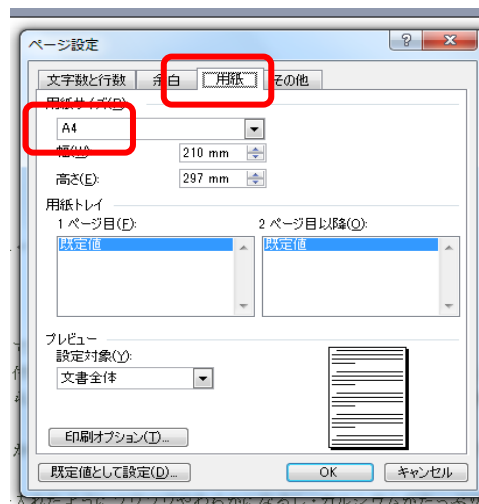 ページ設定
文字数と行数 余白 用紙 その他
用紙サイズ(R)
A4
幅(W): 210 mm
高さ(E): 297 mm
用紙トレイ
1 ページ目(F): 2 ページ目以降(O):
既定値 既定値
プレビュー
設定対象(Y):
文書全体
印刷オプション(T)...
既定値として設定(D)... OK キャンセル